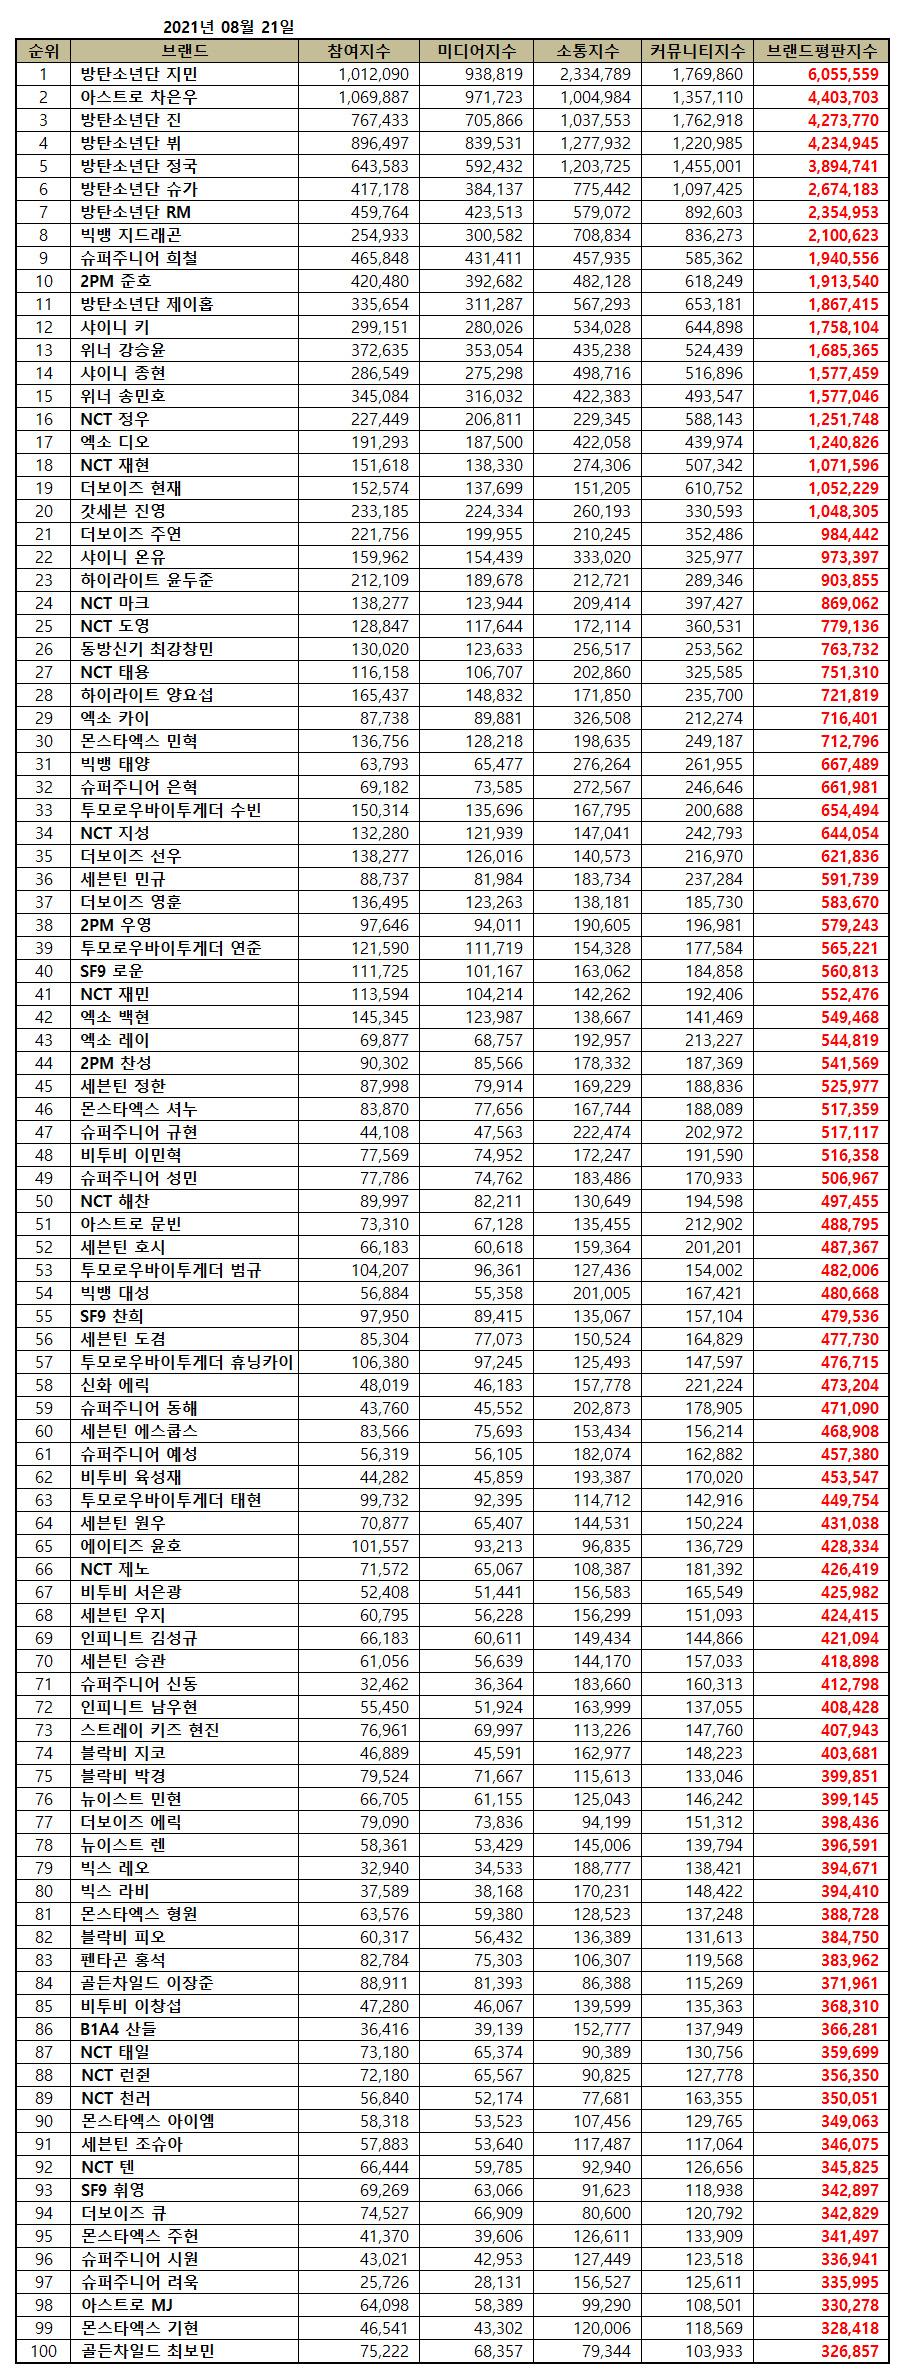 2021년 08월 21일
순위 브랜드 참여지수 미디어지수 소통지수 커뮤니티지수 브랜드평판지수
1 방탄소년단 지민 1,012,090 938,819 2,334,789 1,769,860 6,055,559
2 아스트로 차은우 1,069,887 971,723 1,004,984 1,357,110 4,403,703
3 방탄소년단 진 767,433 705,866 1,037,553 1,762,918 4,273,770
4 방탄소년단 뷔 896,497 839,531 1,277,932 1,220,985 4,234,945
5 방탄소년단 정국 643,583 592,432 1,203,725 1,455,001 3,894,741
6 방탄소년단 슈가 417,178 384,137 775,442 1,097,425 2,674,183
7 방탄소년단 RM 459,764 423,513 579,072 892,603 2,354,953
8 빅뱅 지드래곤 254,933 300,582 708,834 836,273 2,100,623
9 슈퍼주니어 희철 465,848 431,411 457,935 585,362 1,940,556
10 2PM 준호 420,480 392,682 482,128 618,249 1,913,540
11 방탄소년단 제이홉 335,654 311,287 567,293 653,181 1,867,415
12 샤이니 키 299,151 280,026 534,028 644,898 1,758,104
13 위너 강승윤 372,635 353,054 435,238 524,439 1,685,365
14 샤이니 종현 286,549 275,298 498,716 516,896 1,577,459
15 위너 송민호 345,084 316,032 422,383 493,547 1,577,046
16 NCT 정우 227,449 206,811 229,345 588,143 1,251,748
17 엑소 디오 191,293 187,500 422,058 439,974 1,240,826
18 NCT 재현 151,618 138,330 274,306 507,342 1,071,596
19 더보이즈 현재 152,574 137,699 151,205 610,752 1,052,229
20 갓세븐 진영 233,185 224,334 260,193 330,593 1,048,305
21 더보이즈 주연 221,756 199,955 210,245 352,486 984,442
22 샤이니 온유 159,962 154,439 333,020 325,977 973,397
23 하이라이트 윤두준 212,109 189,678 212,721 289,346 903,855
24 NCT 마크 138,277 123,944 209,414 397,427 869,062
25 NCT 도영 128,847 117,644 172,114 360,531 779,136
26 동방신기 최강창민 130,020 123,633 256,517 253,562 763,732
27 NCT 태용 116,158 106,707 202,860 325,585 751,310
28 하이라이트 양요섭 165,437 148,832 171,850 235,700 721,819
29 엑소 카이 87,738 89,881 326,508 212,274 716,401
30 몬스타엑스 민혁 136,756 128,218 198,635 249,187 712,796
31 빅뱅 태양 63,793 65,477 276,264 261,955 667,489
32 슈퍼주니어 은혁 69,182 73,585 272,567 246,646 661,981
33 투모로우바이투게더 수빈 150,314 135,696 167,795 200,688 654,494
34 NCT 지성 132,280 121,939 147,041 242,793 644,054
35 더보이즈 선우 138,277 126,016 140,573 216,970 621,836
36 세븐틴 민규 88,737 81,984 183,734 237,284 591,739
37 더보이즈 영훈 136,495 123,263 138,181 185,730 583,670
38 2PM 우영 97,646 94,011 190,605 196,981 579,243
39 투모로우바이투게더 연준 121,590 111,719 154,328 177,584 565,221
40 SF9 로운 111,725 101,167 163,062 184,858 560,813
41 NCT 재민 113,594 104,214 142,262 192,406 552,476
42 엑소 백현 145,345 123,987 138,667 141,469 549,468
43 엑소 레이 69,877 68,757 192,957 213,227 544,819
44 2PM 찬성 90,302 85,566 178,332 187,369 541,569
45 세븐틴 정한 87,998 79,914 169,229 188,836 525,977
46 몬스타엑스 셔누 83,870 77,656 167,744 188,089 517,359
47 슈퍼주니어 규현 44,108 47,563 222,474 202,972 517,117
48 비투비 이민혁 77,569 74,952 172,247 191,590 516,358
49 슈퍼주니어 성민 77,786 74,762 183,486 170,933 506,967
50 NCT 해찬 89,997 82,211 130,649 194,598 497,455
51 아스트로 문빈 73,310 67,128 135,455 212,902 488,795
52 세븐틴 호시 66,183 60,618 159,364 201,201 487,367
53 투모로우바이투게더 범규 104,207 96,361 127,436 154,002 482,006
54 빅뱅 대성 56,884 55,358 201,005 167,421 480,668
55 SF9 찬희 97,950 89,415 135,067 157,104 479,536
56 세븐틴 도겸 85,304 77,073 150,524 164,829 477,730
57 투모로우바이투게더 휴닝카이 106,380 97,245 125,493 147,597 476,715
58 신화 에릭 48,019 46,183 157,778 221,224 473,204
59 슈퍼주니어 동해 43,760 45,552 202,873 178,905 471,090
60 세븐틴 에스쿱스 83,566 75,693 153,434 156,214 468,908
61 슈퍼주니어 예성 56,319 56,105 182,074 162,882 457,380
62 비투비 육성재 44,282 45,859 193,387 170,020 453,547
63 투모로우바이투게더 태현 99,732 92,395 114,712 142,916 449,754
64 세븐틴 원우 70,877 65,407 144,531 150,224 431,038
65 에이티즈 윤호 101,557 93,213 96,835 136,729 428,334
66 NCT 제노 71,572 65,067 108,387 181,392 426,419
67 비투비 서은광 52,408 51,441 156,583 165,549 425,982
68 세븐틴 우지 60,795 56,228 156,299 151,093 424,415
69 인피니트 김성규 66,183 60,611 149,434 144,866 421,094
70 세븐틴 승관 61,056 56,639 144,170 157,033 418,898
71 슈퍼주니어 신동 32,462 36,364 183,660 160,313 412,798
72 인피니트 남우현 55,450 51,924 163,999 137,055 408,428
73 스트레이 키즈 현진 76,961 69,997 113,226 147,760 407,943
74 블락비 지코 46,889 45,591 162,977 148,223 403,681
75 블락비 박경 79,524 71,667 115,613 133,046 399,851
76 뉴이스트 민현 66,705 61,155 125,043 146,242 399,145
77 더보이즈 에릭 79,090 73,836 94,199 151,312 398,436
78 뉴이스트 렌 58,361 53,429 145,006 139,794 396,591
79 빅스 레오 32,940 34,533 188,777 138,421 394,671
80 빅스 라비 37,589 38,168 170,231 148,422 394,410
81 몬스타엑스 형원 63,576 59,380 128,523 137,248 388,728
82 블락비 피오 60,317 56,432 136,389 131,613 384,750
83 펜타곤 홍석 82,784 75,303 106,307 119,568 383,962
84 골든차일드 이장준 88,911 81,393 86,388 115,269 371,961
85 비투비 이창섭 47,280 46,067 139,599 135,363 368,310
86 B1A4 산들 36,416 39,139 152,777 137,949 366,281
87 NCT 태일 73,180 65,374 90,389 130,756 359,699
88 NCT 런쥔 72,180 65,567 90,825 127,778 356,350
89 NCT 천러 56,840 52,174 77,681 163,355 350,051
90 몬스타엑스 아이엠 58,318 53,523 107,456 129,765 349,063
91 세븐틴 조슈아 57,883 53,640 117,487 117,064 346,075
92 NCT 텐 66,444 59,785 92,940 126,656 345,825
93 SF9 휘영 69,269 63,066 91,623 118,938 342,897
94 더보이즈 큐 74,527 66,909 80,600 120,792 342,829
95 몬스타엑스 주헌 41,370 39,606 126,611 133,909 341,497
96 슈퍼주니어 시원 43,021 42,953 127,449 123,518 336,941
97 슈퍼주니어 려욱 25,726 28,131 156,527 125,611 335,995
98 아스트로 MJ 64,098 58,389 99,290 108,501 330,278
99 몬스타엑스 기현 46,541 43,302 120,006 118,569 328,418
100 골든차일드 최보민 75,222 68,357 79,344 103,933 326,857